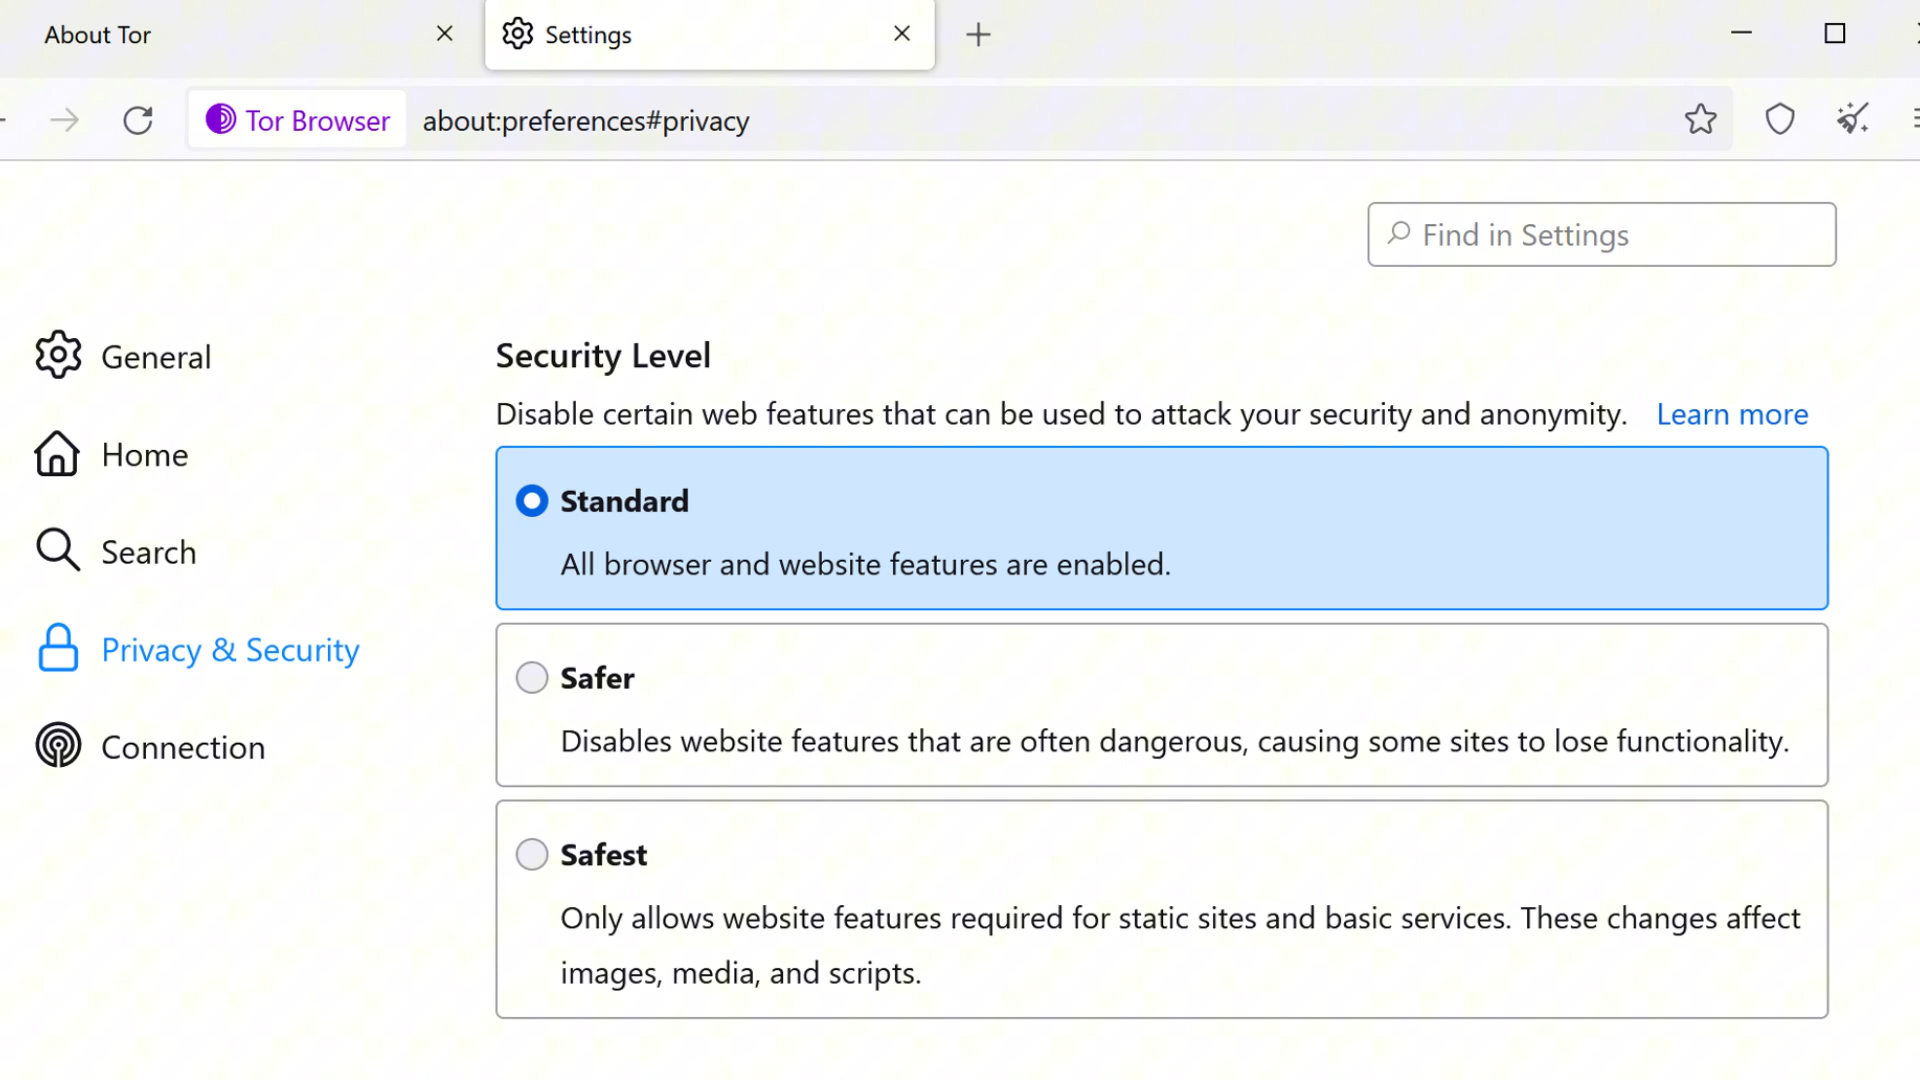 About Tor
Settings
Tor Browser
about:preferences#privacy
Find in Settings
General
Home
Search
Privacy & Security
Connection
Security Level
Disable certain web features that can be used to attack your security and anonymity. Learn more
Standard
All browser and website features are enabled.
Safer
Disables website features that are often dangerous, causing some sites to lose functionality.
Safest
Only allows website features required for static sites and basic services. These changes affect
images, media, and scripts.